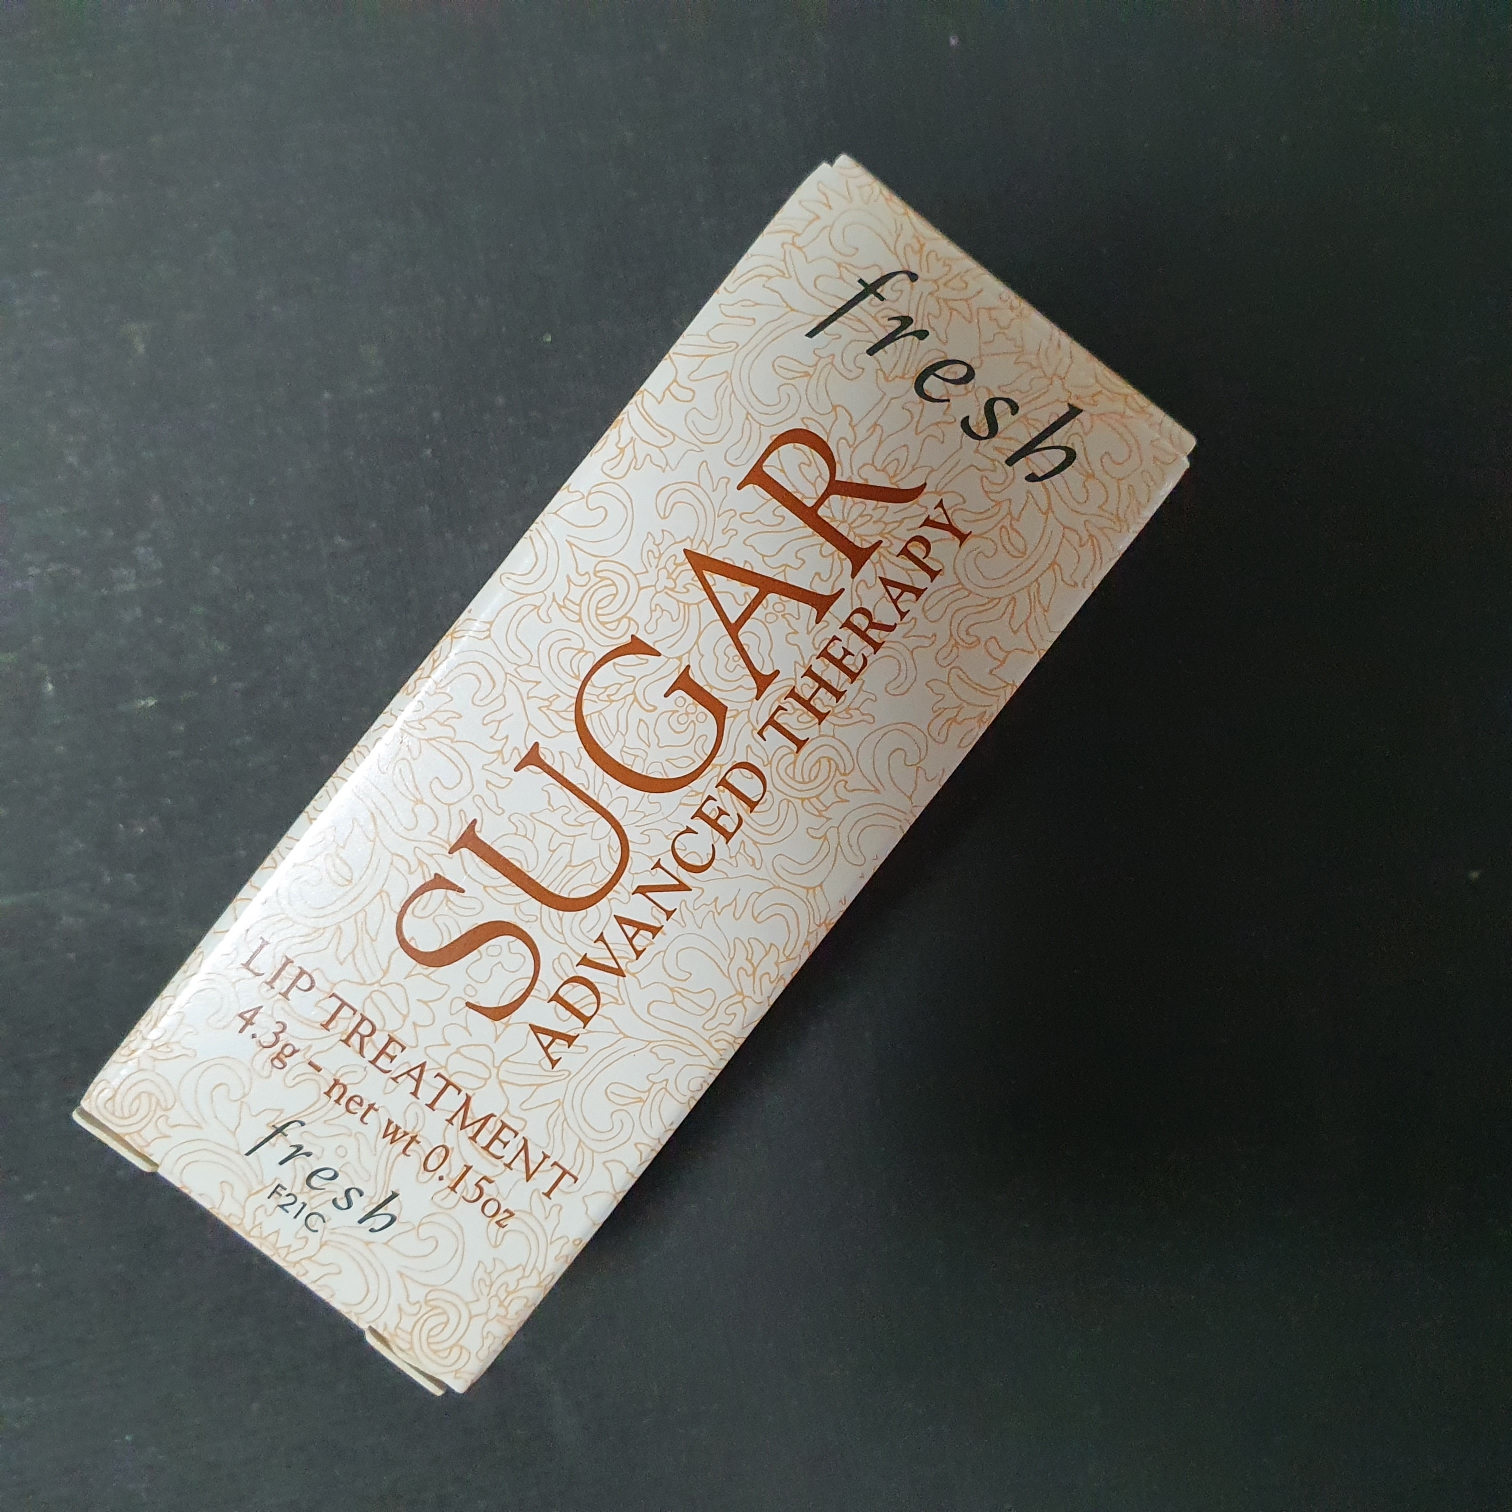 fresh
SUGAR
ADVANCED THERAPY
LIP TREATMENT
4.3g - net wt 0.15oz
fresh
F21C